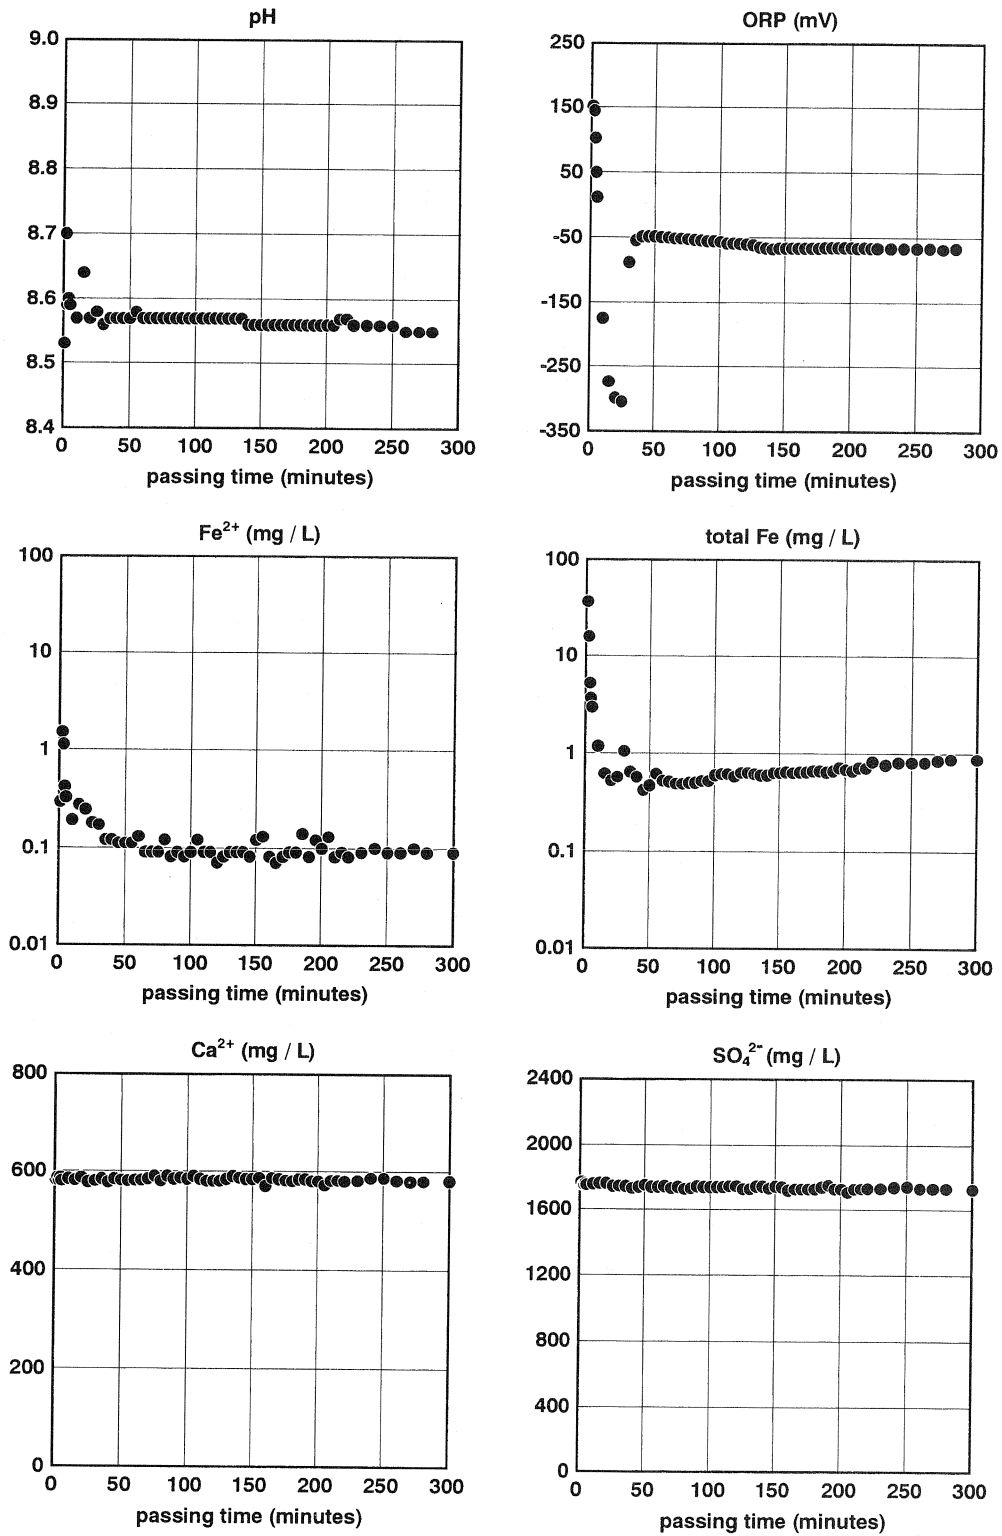 pH
9.0
8.9
8.8
8.7
8.6
8.5
8.4
0 50 100 150 200 250 300
passing time (minutes)
ORP (mV)
250
150
50
-50
-150
-250
-350
0 50 100 150 200 250 300
passing time (minutes)
Fe²⁺ (mg / L)
100
10
1
0.1
0.01
0 50 100 150 200 250 300
passing time (minutes)
total Fe (mg / L)
100
10
1
0.1
0.01
0 50 100 150 200 250 300
passing time (minutes)
Ca²⁺ (mg / L)
800
600
400
200
0
0 50 100 150 200 250 300
passing time (minutes)
SO₄²⁻ (mg / L)
2400
2000
1600
1200
800
400
0
0 50 100 150 200 250 300
passing time (minutes)